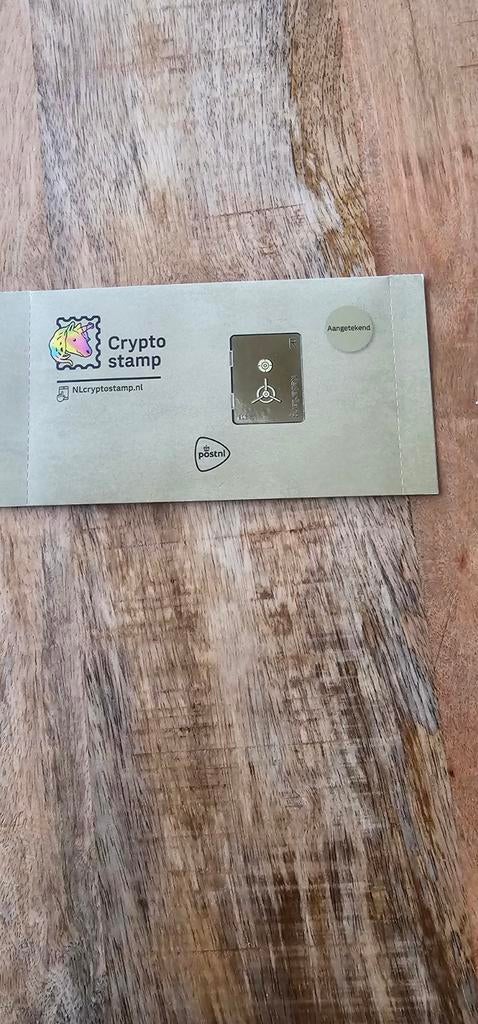 Crypto
stamp
NLcryptostamp.nl
Aangetekend
postnl